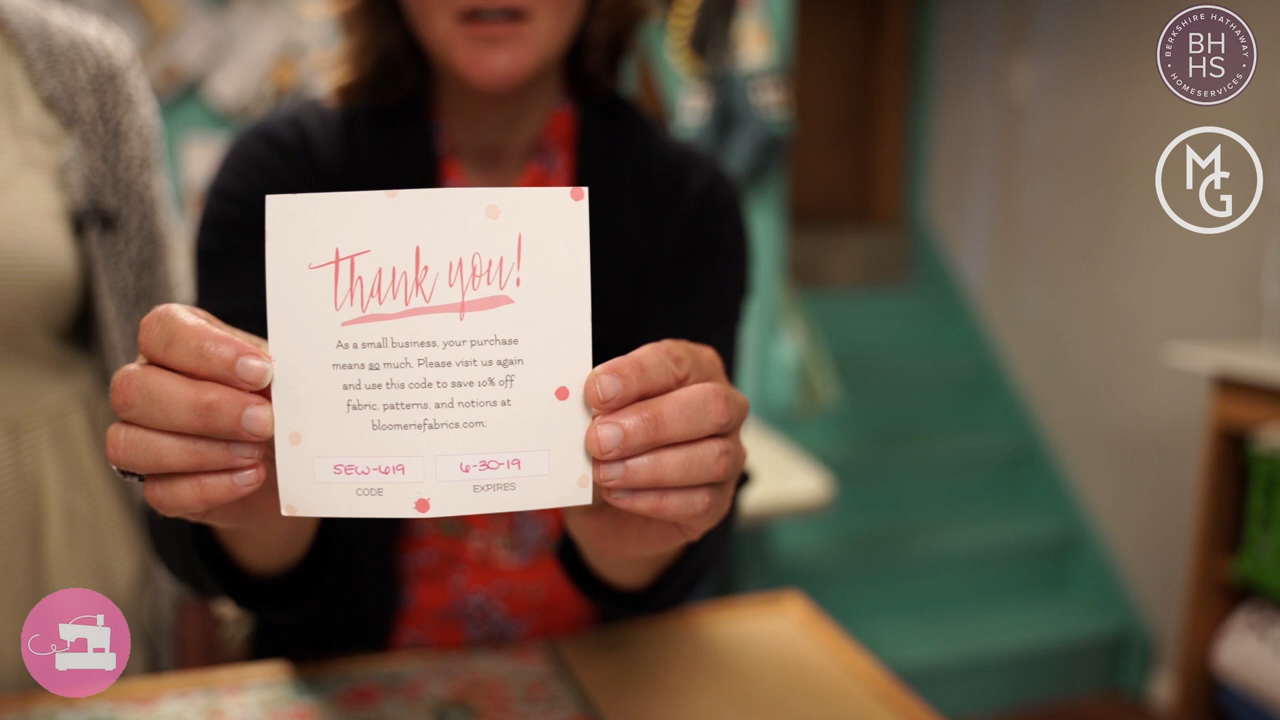 thank you!
As a small business, your purchase
means so much. Please visit us again
and use this code to save 10% off
fabric, patterns, and notions at
bloomeriefabrics.com:
SEW-619
6-30-19
CODE
EXPIRES
BERKSHIRE HATHAWAY
BH
HS
HOMESERVICES
MG